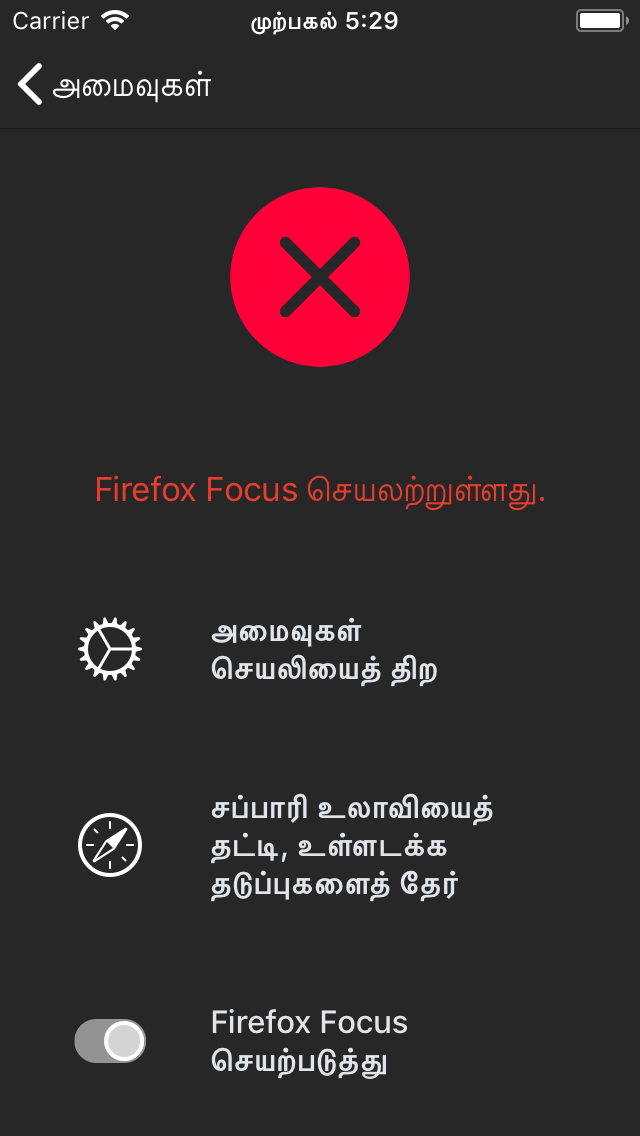 Carrier முற்பகல் 5:29
அமைவுகள்
Firefox Focus செயலற்றுள்ளது.
அமைவுகள்
செயலியைத் திற
சப்பாரி உலாவியைத்
தட்டி, உள்ளடக்க
தடுப்புகளைத் தேர்
Firefox Focus
செயற்படுத்து